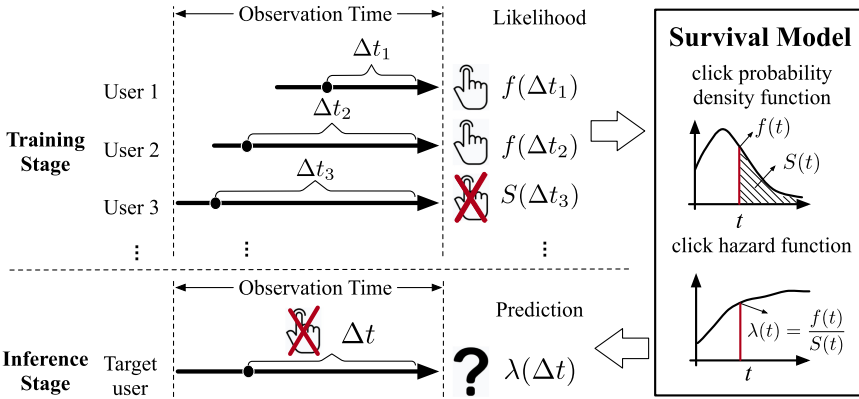 Observation Time
Likelihood
Survival Model
click probability
density function
f(t)
S(t)
t
click hazard function
λ(t) = f(t)/S(t)
t
Training
Stage
User 1
Δt₁
f(Δt₁)
User 2
Δt₂
f(Δt₂)
User 3
Δt₃
S(Δt₃)
⋮ ⋮ ⋮
Observation Time
Prediction
Inference
Stage
Target
user
Δt
? λ(Δt)